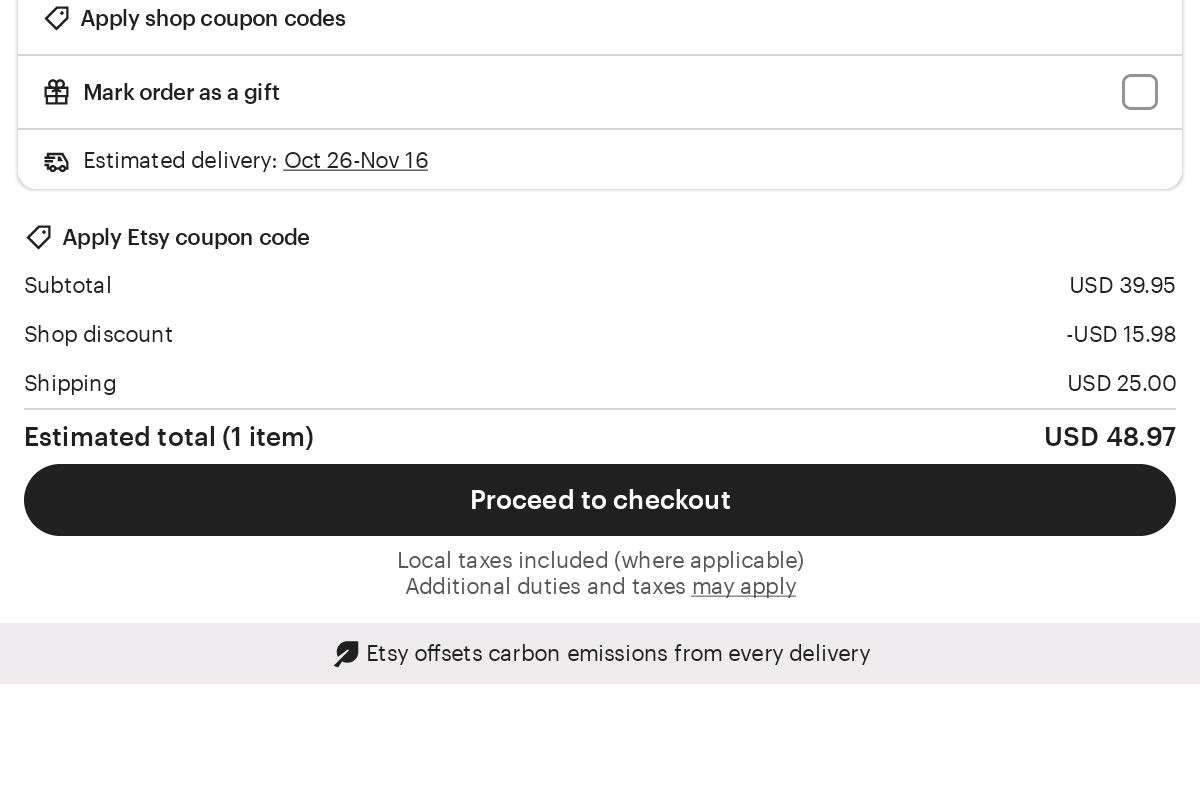 Apply shop coupon codes
Mark order as a gift
Estimated delivery: Oct 26-Nov 16
Apply Etsy coupon code
Subtotal USD 39.95
Shop discount -USD 15.98
Shipping USD 25.00
Estimated total (1 item) USD 48.97
Proceed to checkout
Local taxes included (where applicable)
Additional duties and taxes may apply
Etsy offsets carbon emissions from every delivery